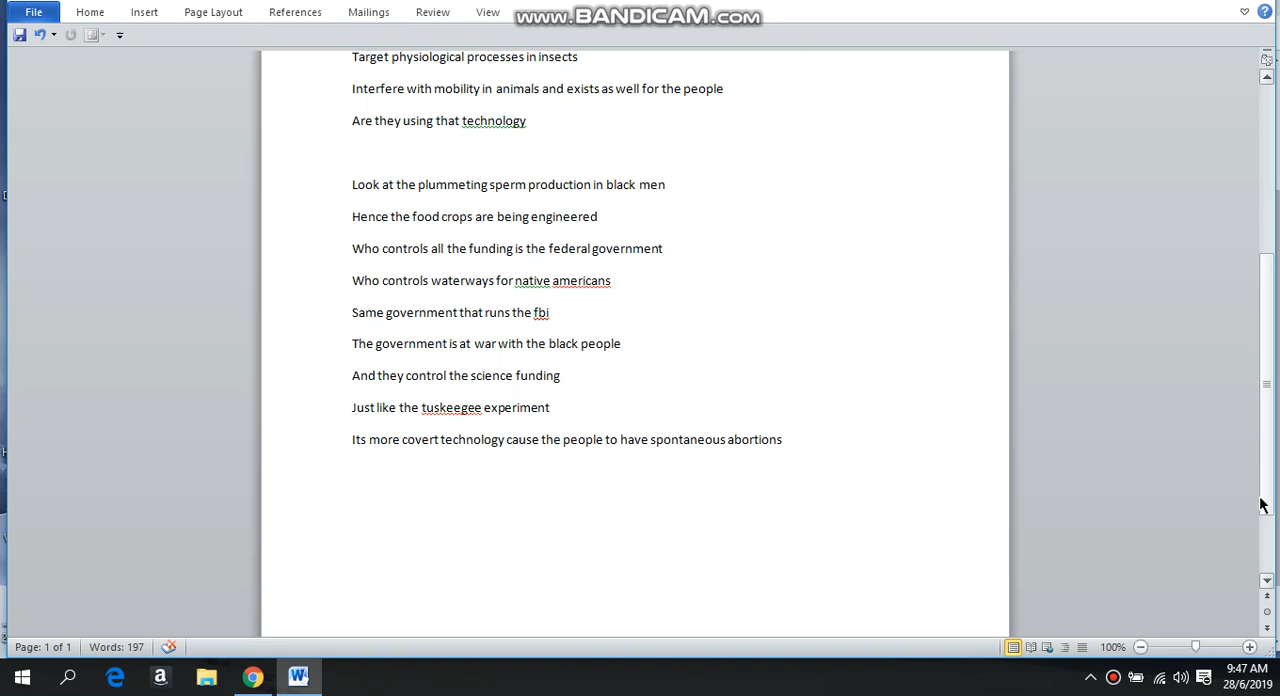 www.BANDICAM.com
File Home Insert Page Layout References Mailings Review View
Target physiological processes in insects
Interfere with mobility in animals and exists as well for the people
Are they using that technology
Look at the plummeting sperm production in black men
Hence the food crops are being engineered
Who controls all the funding is the federal government
Who controls waterways for native americans
Same government that runs the fbi
The government is at war with the black people
And they control the science funding
Just like the tuskeegee experiment
Its more covert technology cause the people to have spontaneous abortions
Page: 1 of 1 Words: 197 100%
9:47 AM
28/6/2019